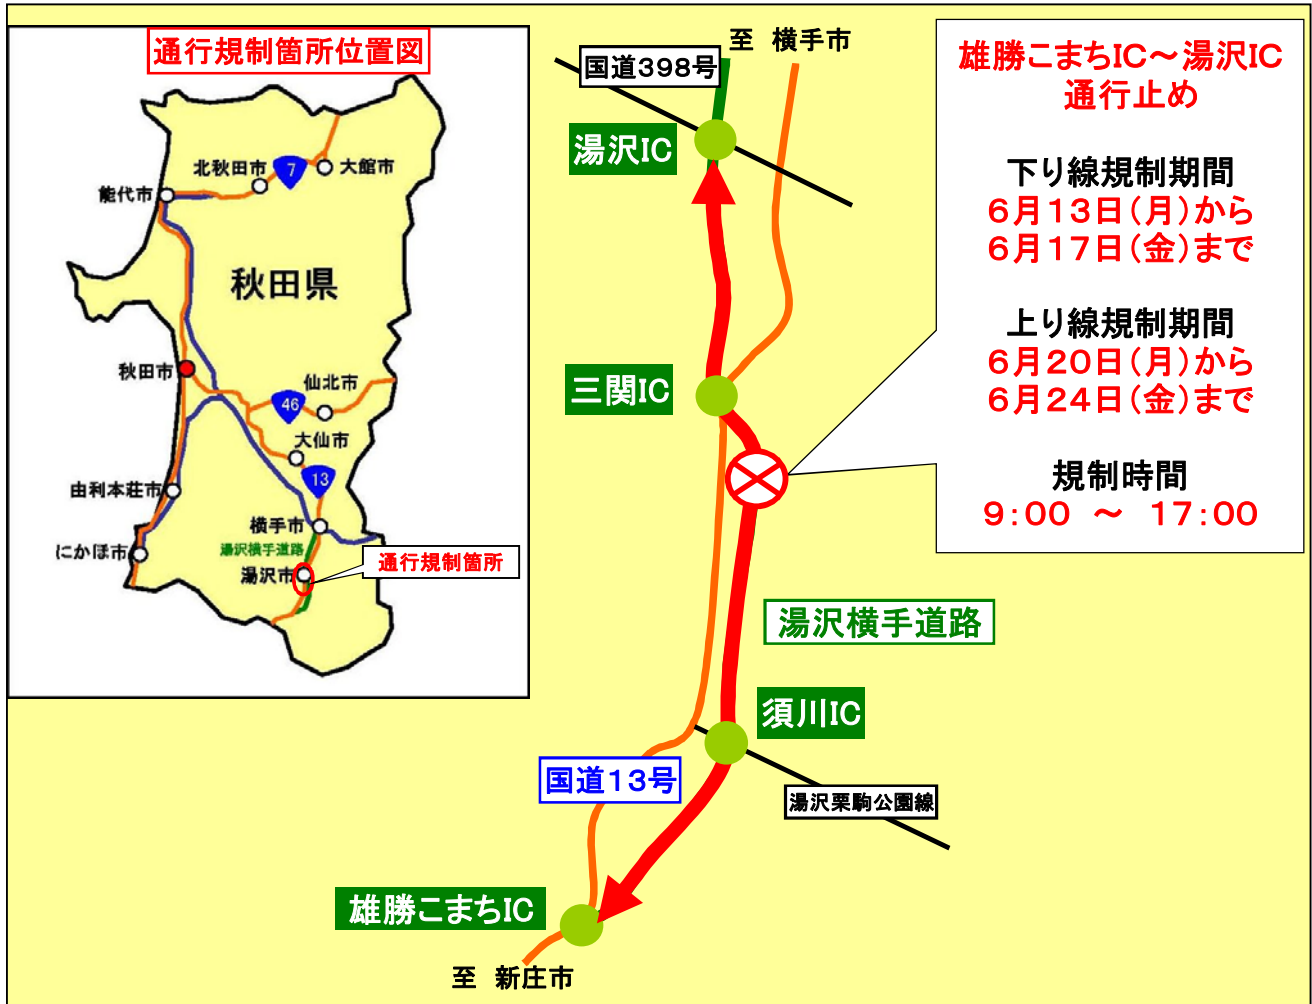 通行規制箇所位置図
北秋田市
7
大館市
能代市
秋田県
秋田市
仙北市
46
大仙市
13
由利本荘市
横手市
にかほ市
湯沢横手道路
湯沢市
通行規制箇所
至 横手市
国道398号
湯沢IC
三関IC
湯沢横手道路
須川IC
国道13号
湯沢栗駒公園線
雄勝こまちIC
至 新庄市
雄勝こまちIC~湯沢IC
通行止め
下り線規制期間
6月13日(月)から
6月17日(金)まで
上り線規制期間
6月20日(月)から
6月24日(金)まで
規制時間
9:00 ~ 17:00